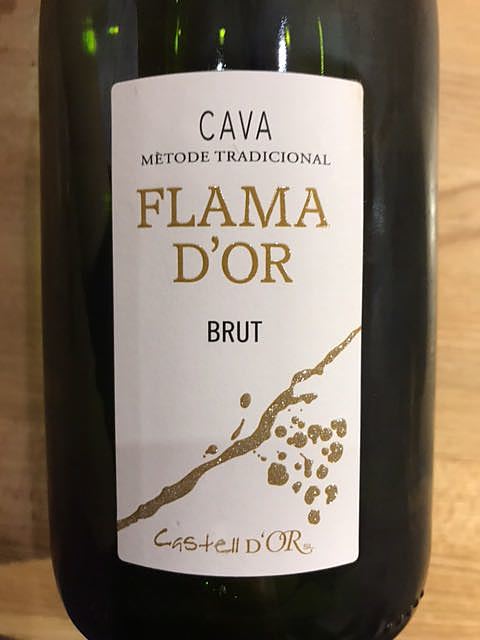 CAVA
MÈTODE TRADICIONAL
FLAMA
D'OR
BRUT
Castell D'OR